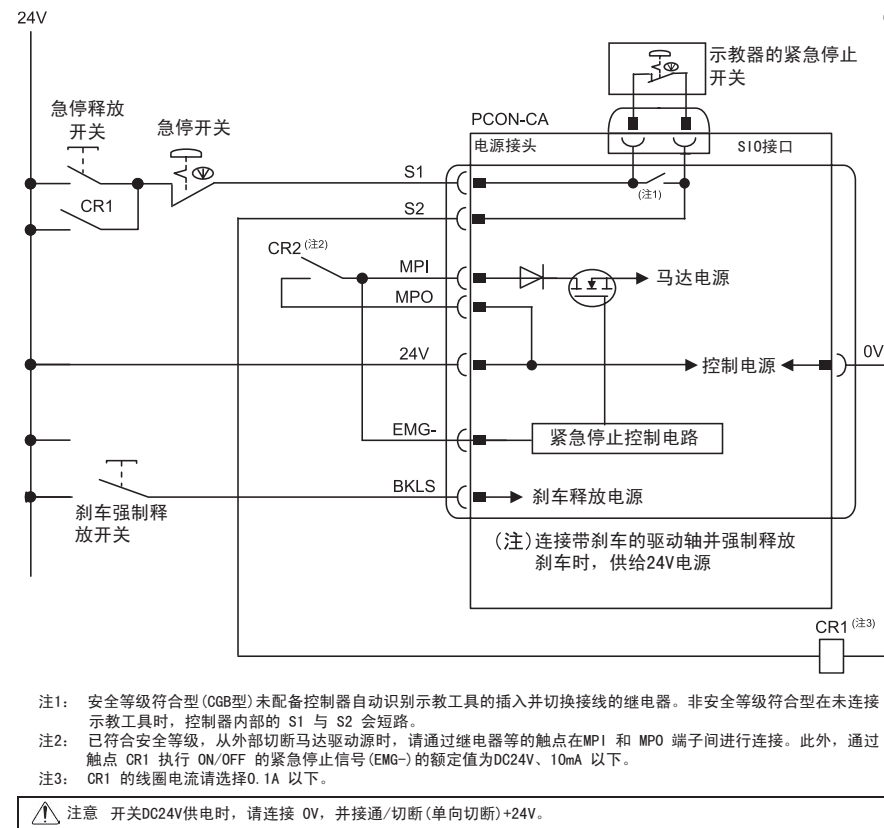 24V
示教器的紧急停止
开关
急停释放
开关
急停开关
PCON-CA
电源接头
SIO接口
S1
(注1)
CR1
S2
CR2(注2)
MPI
马达电源
MPO
24V
控制电源
0V
EMG-
紧急停止控制电路
BKLS
刹车释放电源
刹车强制释
放开关
(注)连接带刹车的驱动轴并强制释放
刹车时，供给24V电源
CR1(注3)
注1： 安全等级符合型(CGB型)未配备控制器自动识别示教工具的插入并切换接线的继电器。非安全等级符合型在未连接
示教工具时，控制器内部的 S1 与 S2 会短路。
注2： 已符合安全等级，从外部切断马达驱动源时，请通过继电器等的触点在MPI 和 MPO 端子间进行连接。此外，通过
触点 CR1 执行 ON/OFF 的紧急停止信号(EMG-)的额定值为DC24V、10mA 以下。
注3： CR1 的线圈电流请选择0.1A 以下。
注意 开关DC24V供电时，请连接 0V，并接通/切断(单向切断)+24V。